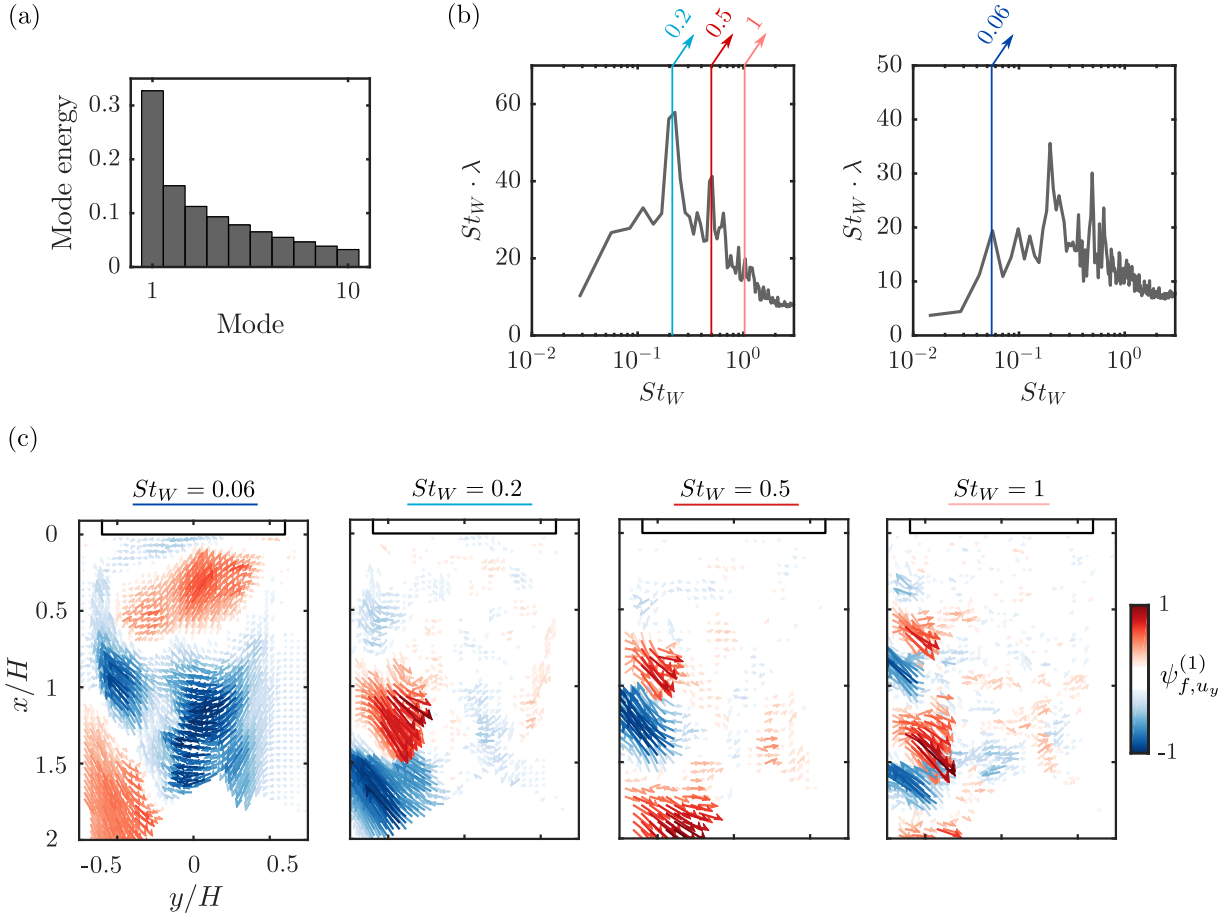 (a)
0.3
0.2
0.1
0
Mode energy
1
10
Mode
(b)
0.2
0.5
1
60
40
20
0
St_W · λ
10^{-2}
10^{-1}
10^{0}
St_W
0.06
50
40
30
20
10
0
St_W · λ
10^{-2}
10^{-1}
10^{0}
St_W
(c)
St_W = 0.06
St_W = 0.2
St_W = 0.5
St_W = 1
0
0.5
1
1.5
2
x/H
-0.5
0
0.5
y/H
1
ψ_{f,u_y}^{(1)}
-1